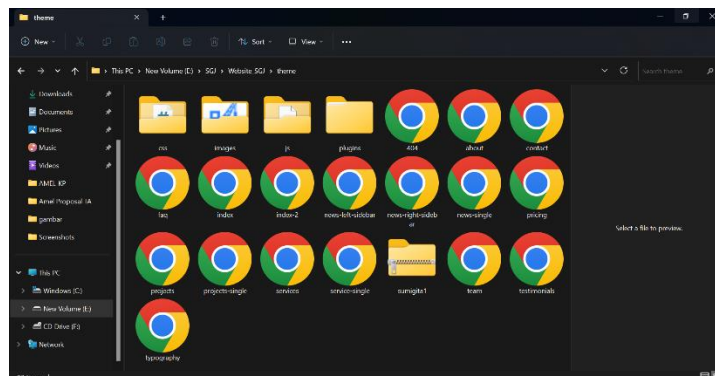 theme
New
Sort
View
This PC > New Volume (E:) > SGJ > Website SGJ > theme
Search theme
Downloads
Documents
Pictures
Music
Videos
AMEL KP
Amel Proposal TA
gambar
Screenshots
This PC
Windows (C:)
New Volume (E:)
CD Drive (F:)
Network
css
images
js
plugins
404
about
contact
faq
index
index-2
news-left-sidebar
news-right-sideb
ar
news-single
pricing
projects
projects-single
services
service-single
sumigita1
team
testimonials
typography
Select a file to preview.